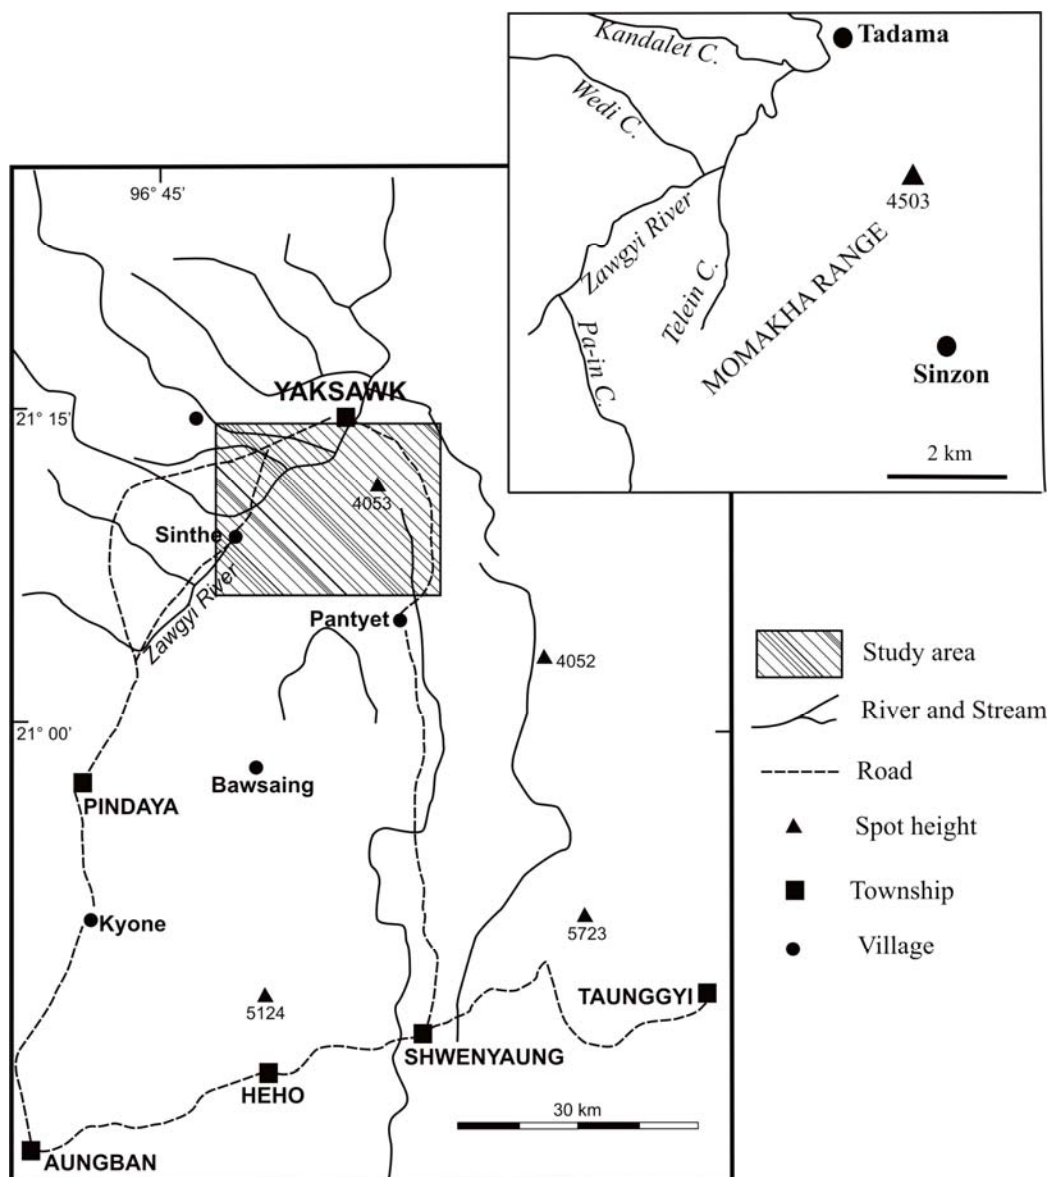 Kandalet C.
Tadama
Wedi C.
4503
Zawgyi River
MOMAKHA RANGE
Telein C.
Pa-in C.
Sinzon
2 km
96° 45'
YAKSAWK
21° 15'
4053
Sinthe
Zawgyi River
Pantyet
4052
21° 00'
Bawsaing
PINDAYA
Kyone
5723
5124
TAUNGGYI
SHWENYAUNG
HEHO
30 km
AUNGBAN
Study area
River and Stream
Road
Spot height
Township
Village